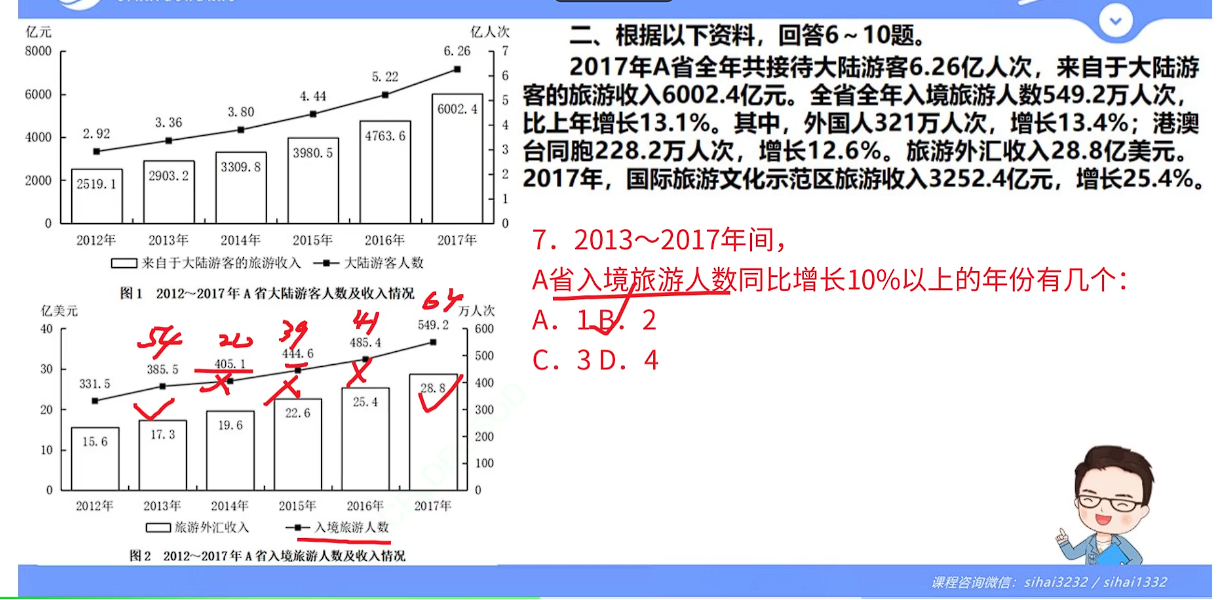 亿元
亿人次
8000
6000
4000
2000
0
7
6
5
4
3
2
1
0
2.92
3.36
3.80
4.44
5.22
6.26
2519.1
2903.2
3309.8
3980.5
4763.6
6002.4
2012年 2013年 2014年 2015年 2016年 2017年
来自于大陆游客的旅游收入 大陆游客人数
图1 2012～2017年A省大陆游客人数及收入情况
亿美元
万人次
40
30
20
10
0
600
500
400
300
200
100
0
54 20 39 41 64
331.5
385.5
405.1
444.6
485.4
549.2
15.6
17.3
19.6
22.6
25.4
28.8
2012年 2013年 2014年 2015年 2016年 2017年
旅游外汇收入 入境旅游人数
图2 2012～2017年A省入境旅游人数及收入情况
二、根据以下资料，回答6～10题。
2017年A省全年共接待大陆游客6.26亿人次，来自于大陆游
客的旅游收入6002.4亿元。全省全年入境旅游人数549.2万人次，
比上年增长13.1%。其中，外国人321万人次，增长13.4%；港澳
台同胞228.2万人次，增长12.6%。旅游外汇收入28.8亿美元。
2017年，国际旅游文化示范区旅游收入3252.4亿元，增长25.4%。
7．2013～2017年间，
A省入境旅游人数同比增长10%以上的年份有几个：
A．1 B．2
C．3 D．4
课程咨询微信：sihai3232 / sihai1332